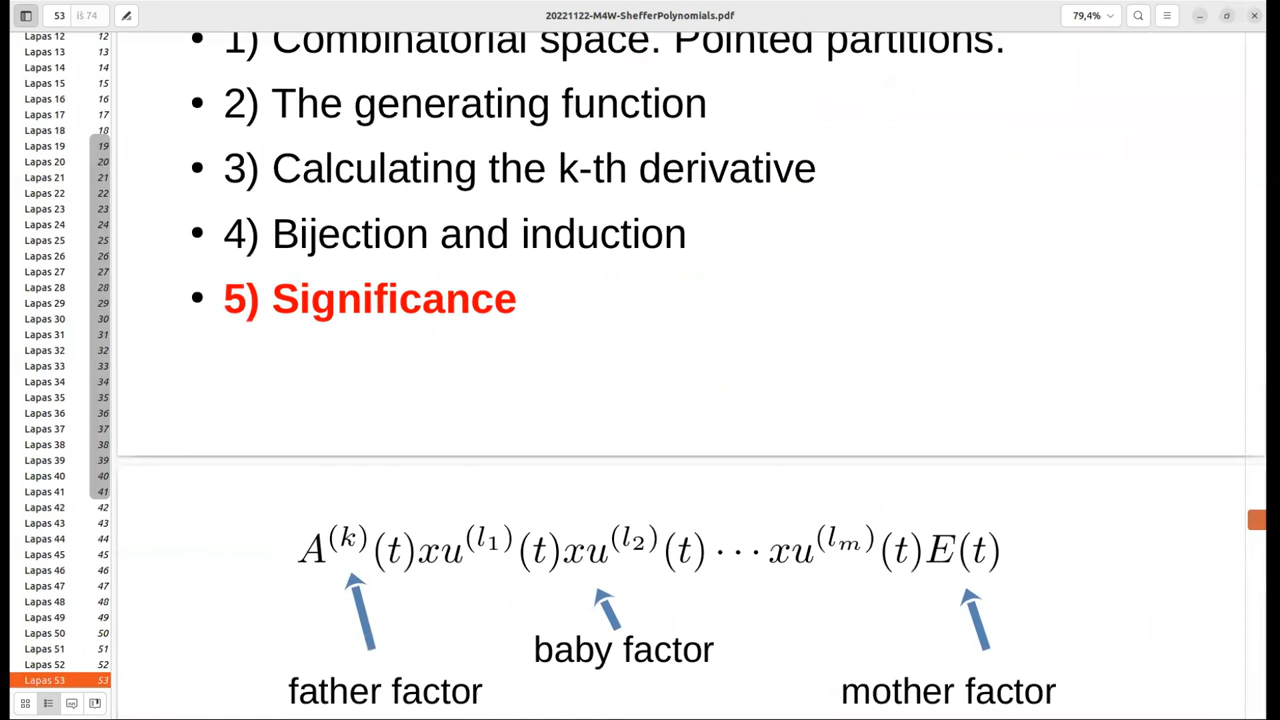 53 iš 74
20221122-M4W-ShefferPolynomials.pdf
79,4%
Lapas 12 12
Lapas 13 13
Lapas 14 14
Lapas 15 15
Lapas 16 16
Lapas 17 17
Lapas 18 18
Lapas 19 19
Lapas 20 20
Lapas 21 21
Lapas 22 22
Lapas 23 23
Lapas 24 24
Lapas 25 25
Lapas 26 26
Lapas 27 27
Lapas 28 28
Lapas 29 29
Lapas 30 30
Lapas 31 31
Lapas 32 32
Lapas 33 33
Lapas 34 34
Lapas 35 35
Lapas 36 36
Lapas 37 37
Lapas 38 38
Lapas 39 39
Lapas 40 40
Lapas 41 41
Lapas 42 42
Lapas 43 43
Lapas 44 44
Lapas 45 45
Lapas 46 46
Lapas 47 47
Lapas 48 48
Lapas 49 49
Lapas 50 50
Lapas 51 51
Lapas 52 52
Lapas 53 53
• 1) Combinatorial space. Pointed partitions.
• 2) The generating function
• 3) Calculating the k-th derivative
• 4) Bijection and induction
• 5) Significance
A^{(k)}(t)xu^{(l_1)}(t)xu^{(l_2)}(t) ··· xu^{(l_m)}(t)E(t)
baby factor
father factor
mother factor